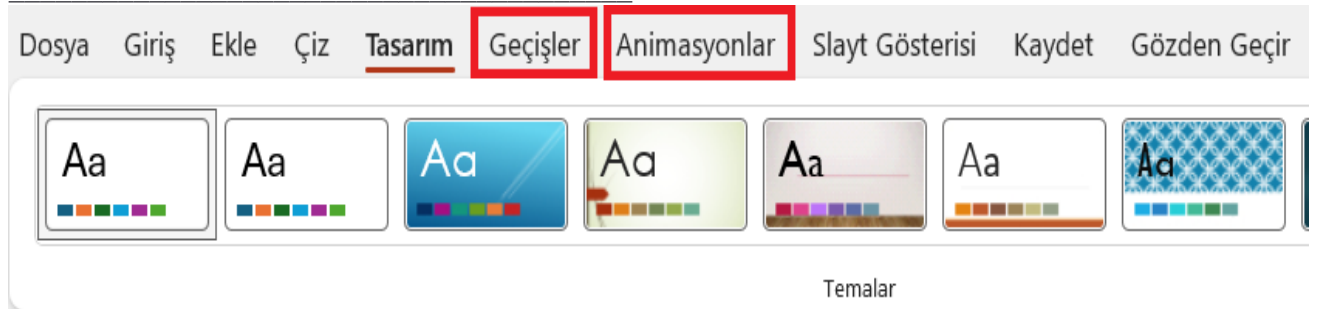 Dosya Giriş Ekle Çiz Tasarım Geçişler Animasyonlar Slayt Gösterisi Kaydet Gözden Geçir
Aa Aa Aa Aa Aa Aa Aa
Temalar